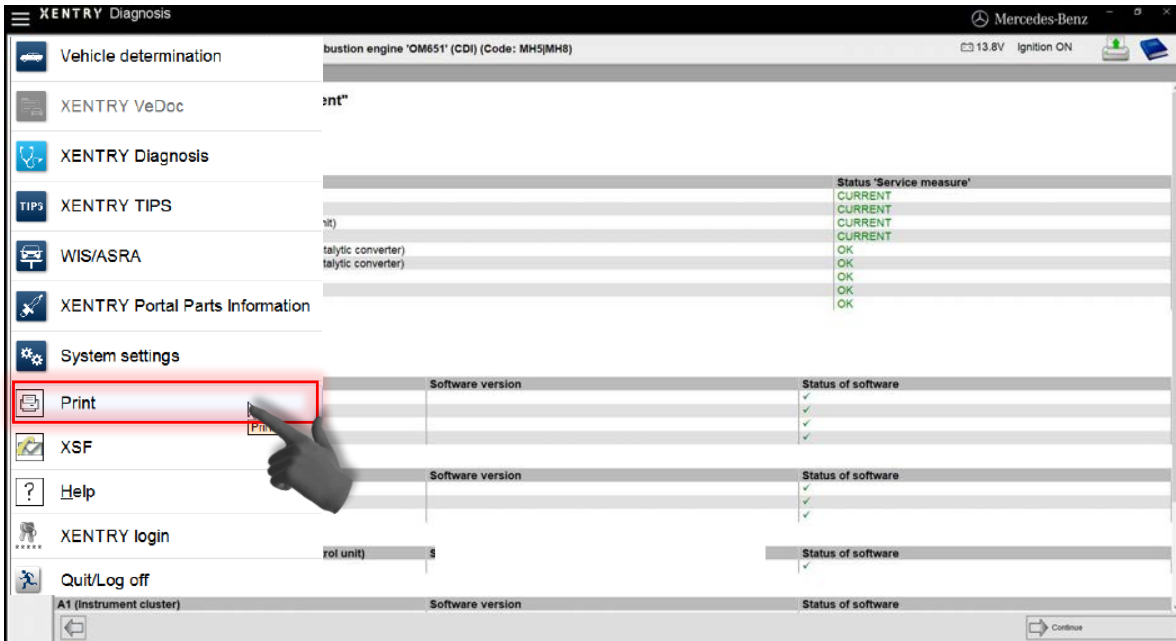 XENTRY Diagnosis
Mercedes-Benz
Vehicle determination
bustion engine 'OM651' (CDI) (Code: MH5|MH8)
13.8V Ignition ON
XENTRY VeDoc
ent"
XENTRY Diagnosis
Status 'Service measure'
CURRENT
TIPS XENTRY TIPS
CURRENT
nit) CURRENT
CURRENT
WIS/ASRA
talytic converter) OK
talytic converter) OK
OK
OK
OK
XENTRY Portal Parts Information
System settings
Software version Status of software
Print
XSF
Software version Status of software
? Help
XENTRY login
rol unit) Status of software
Quit/Log off
A1 (Instrument cluster) Software version Status of software
Continue